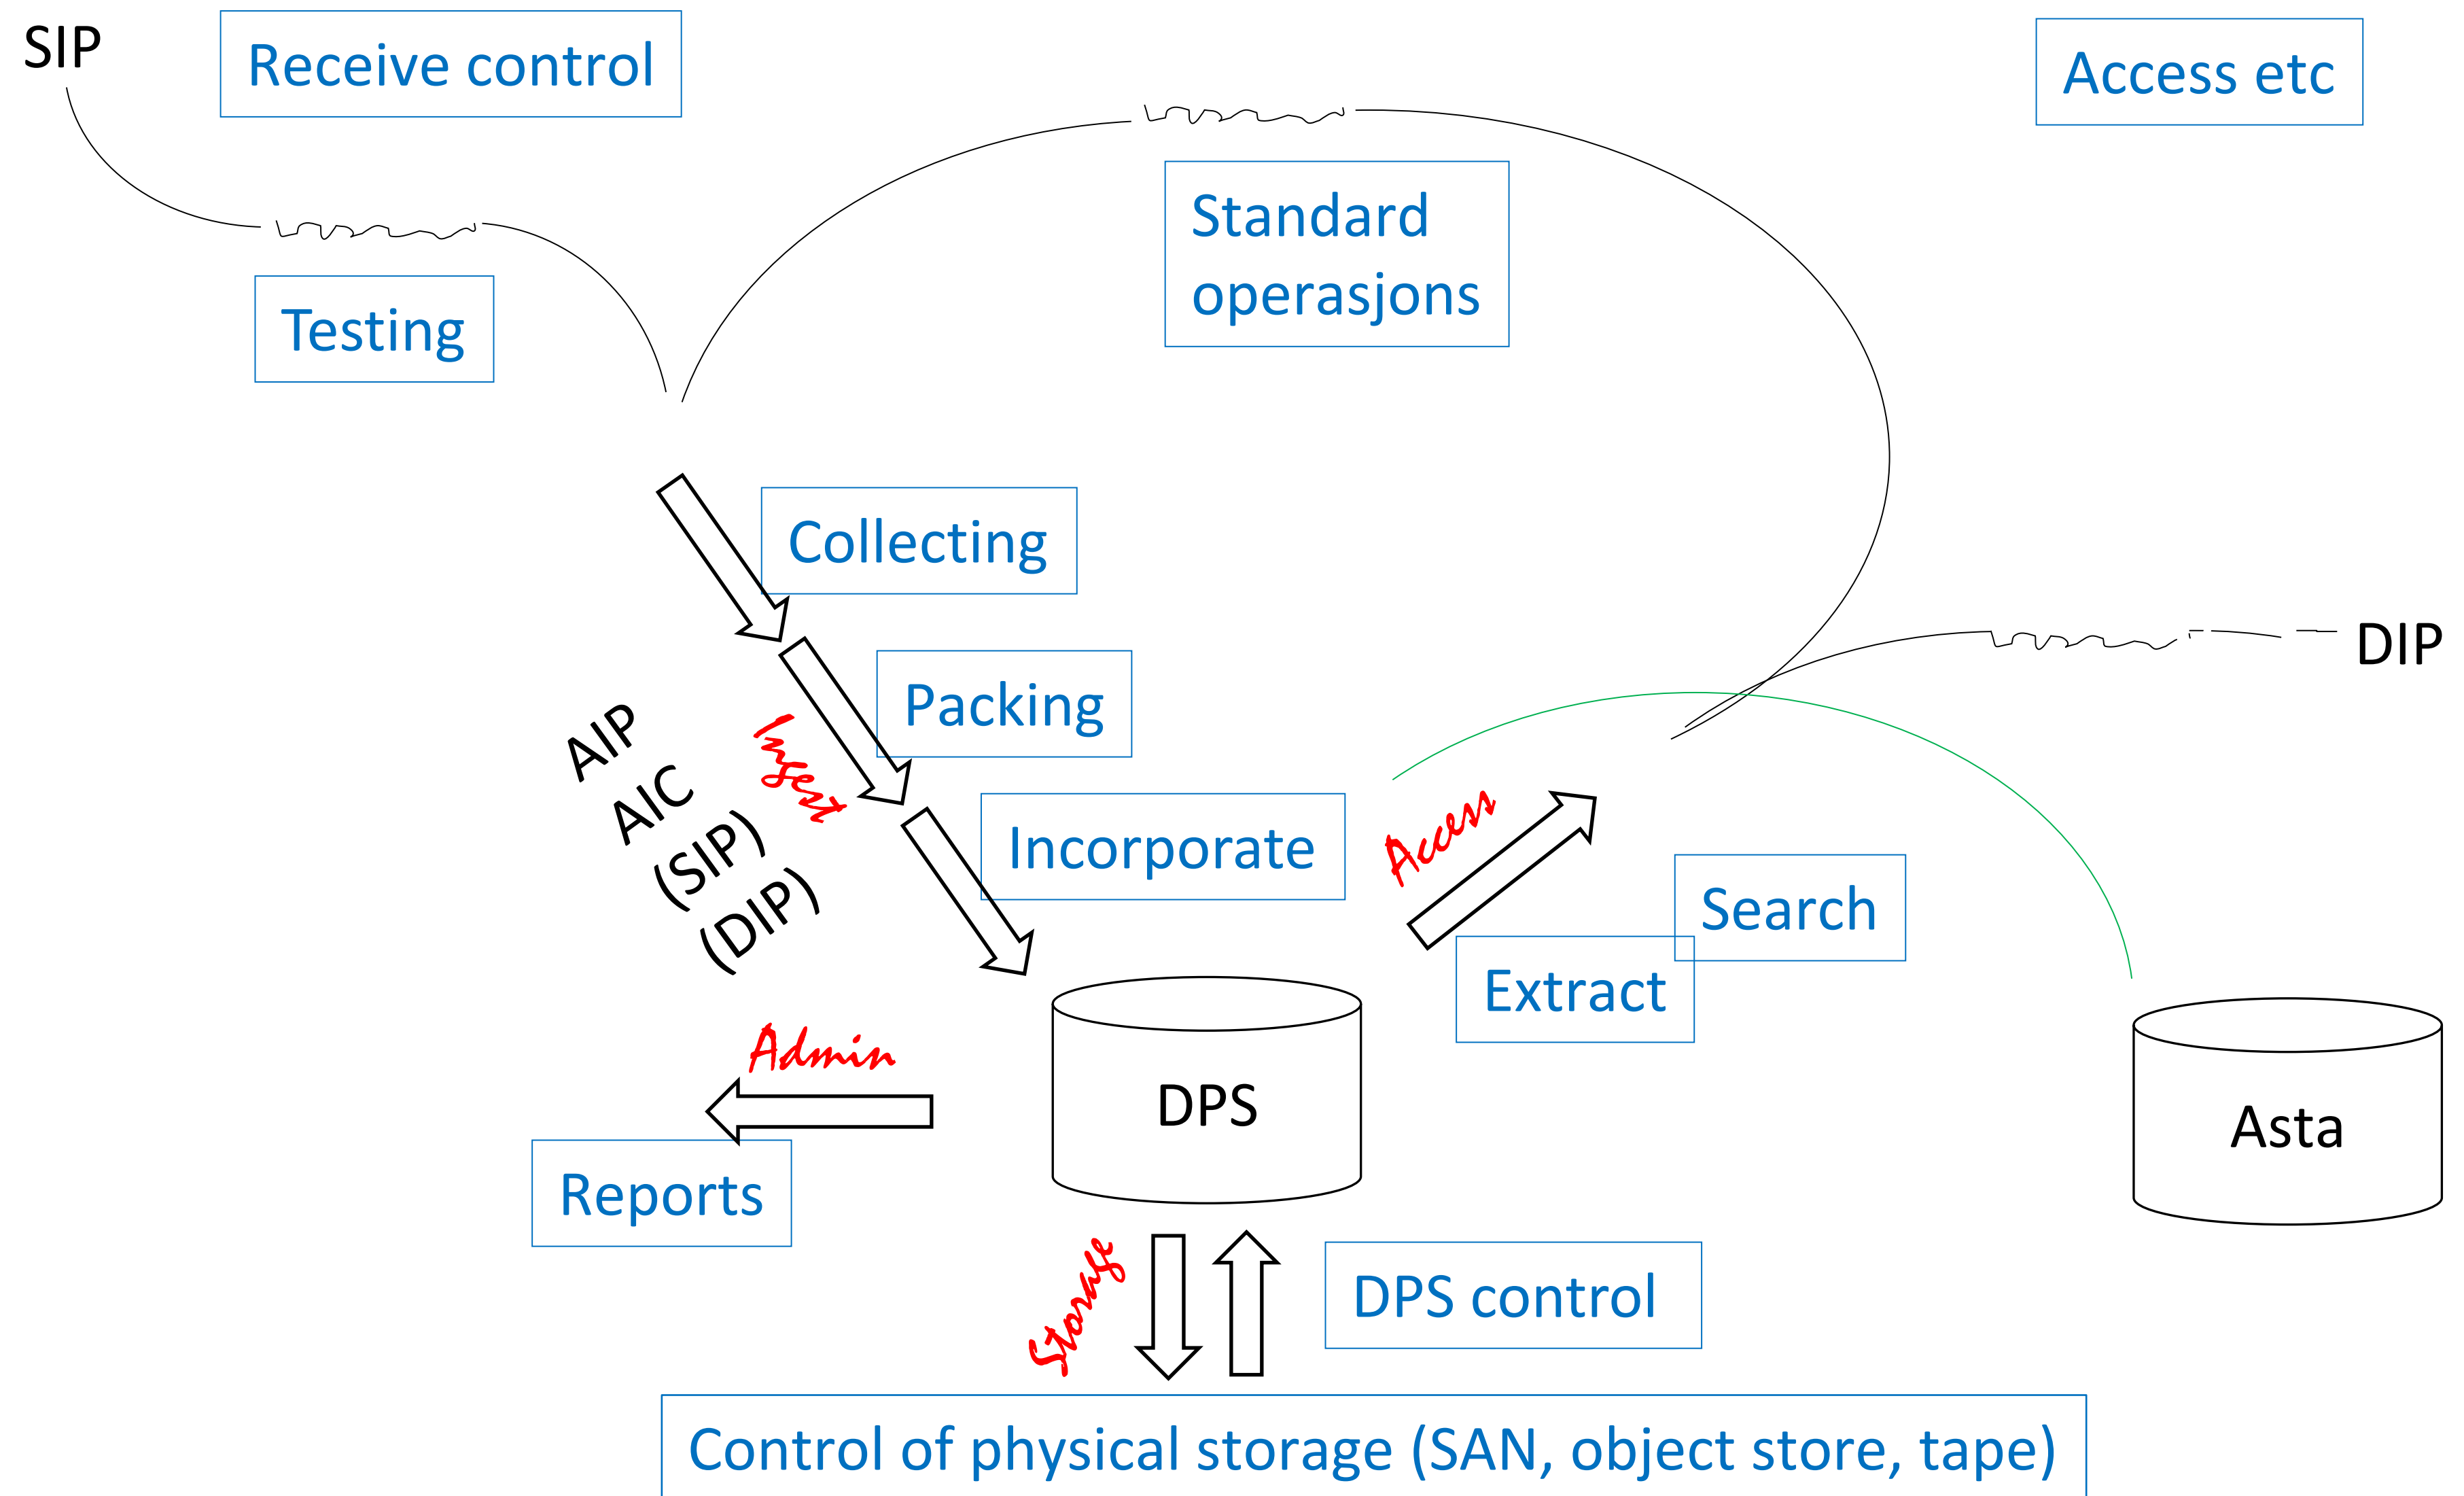 SIP
Receive control
Access etc
Testing
Standard
operasjons
Collecting
DIP
Packing
AIP
AIC
(SIP)
(DIP)
Ingest
Incorporate
Access
Search
Extract
Admin
DPS
Asta
Reports
Storage
DPS control
Control of physical storage (SAN, object store, tape)